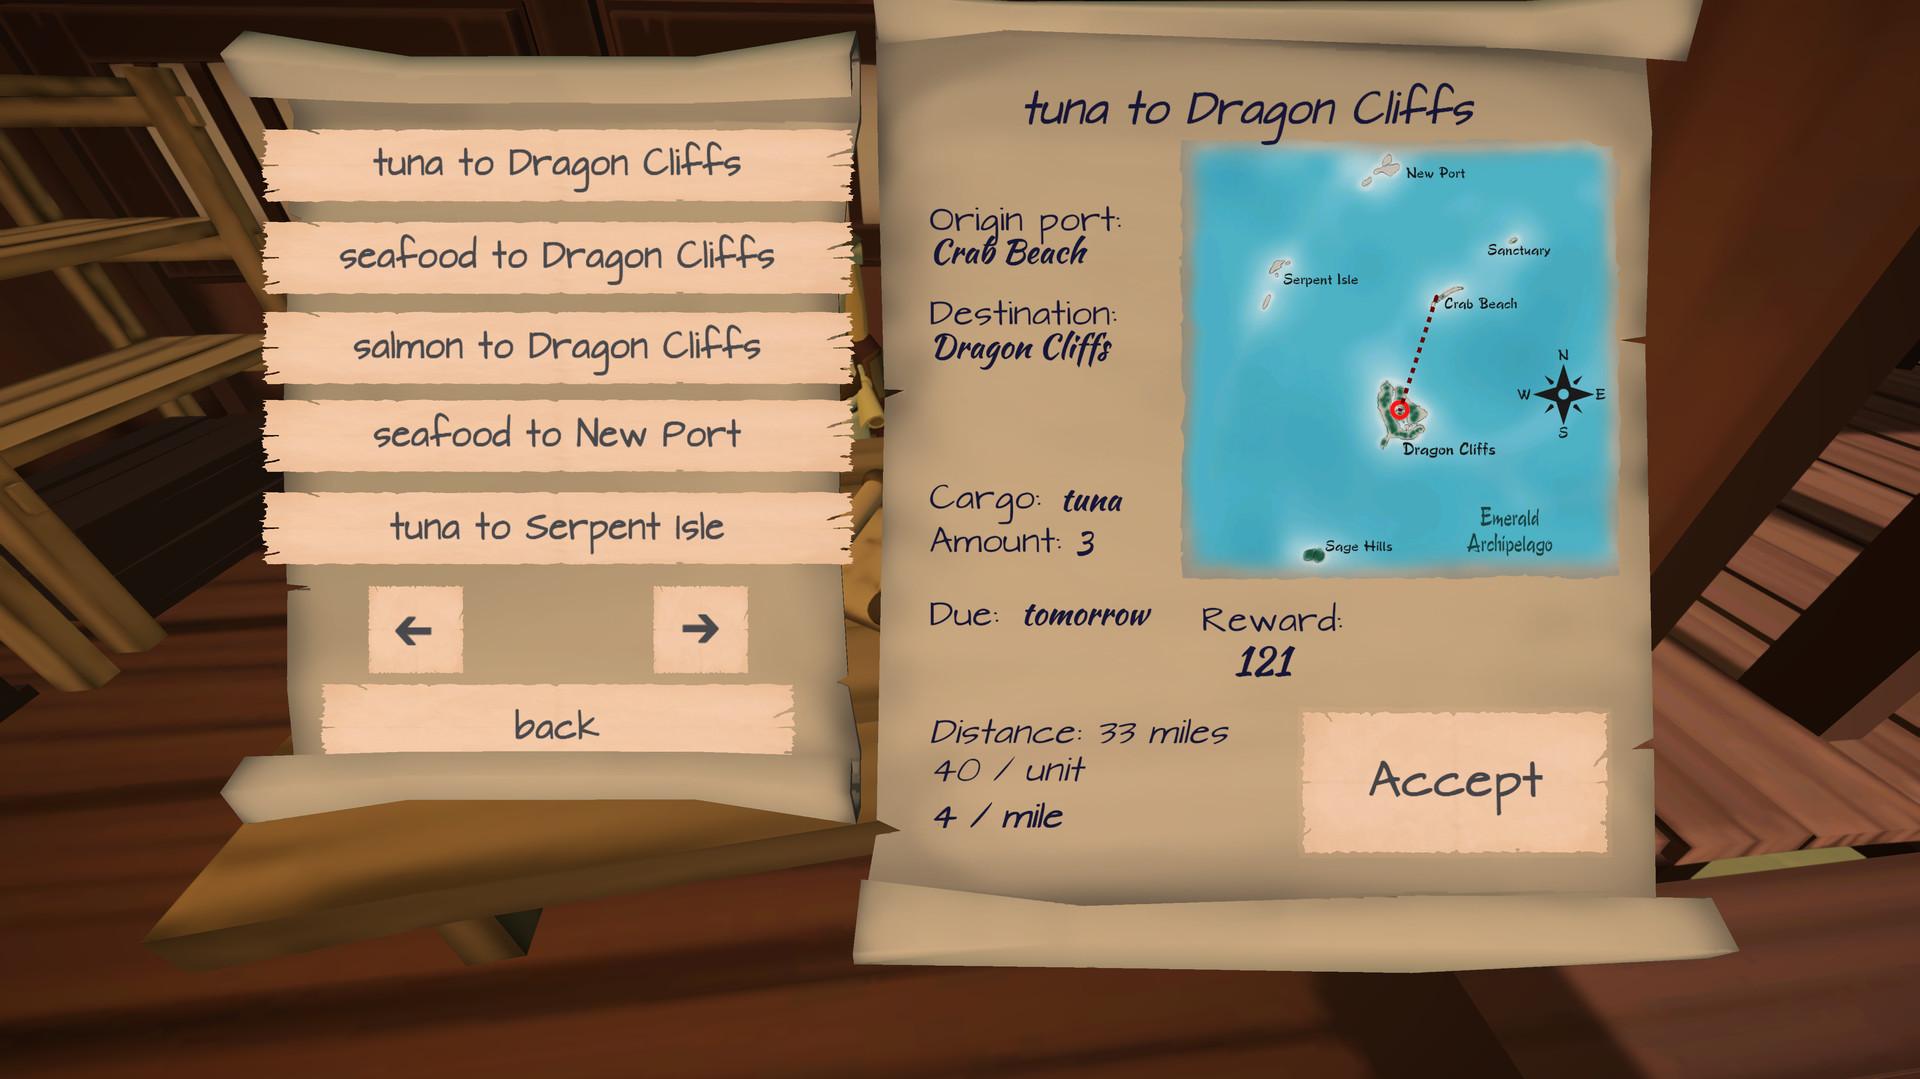 tuna to Dragon Cliffs
seafood to Dragon Cliffs
salmon to Dragon Cliffs
seafood to New Port
tuna to Serpent Isle
←
→
back
tuna to Dragon Cliffs
Origin port:
Crab Beach
Destination:
Dragon Cliffs
New Port
Sanctuary
Serpent Isle
Crab Beach
N
W E
S
Dragon Cliffs
Emerald
Archipelago
Sage Hills
Cargo: tuna
Amount: 3
Due: tomorrow
Reward:
121
Distance: 33 miles
40 / unit
4 / mile
Accept